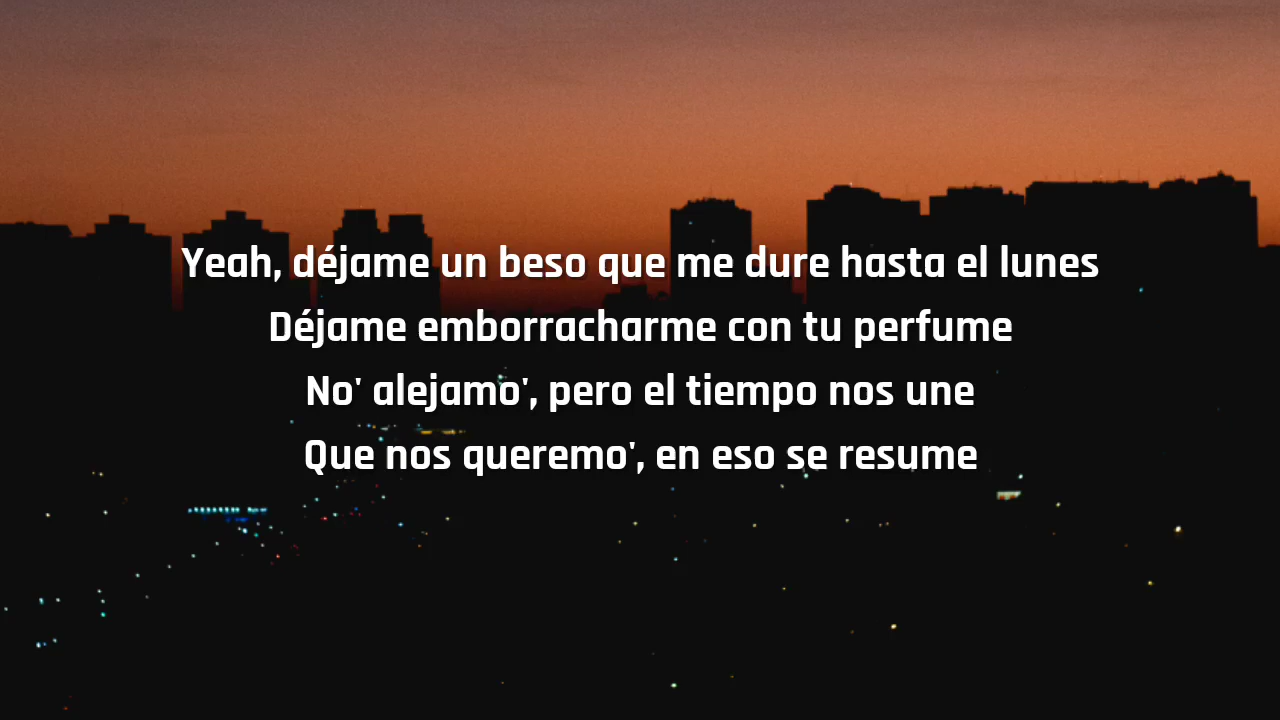 Yeah, déjame un beso que me dure hasta el lunes
Déjame emborracharme con tu perfume
No' alejamo', pero el tiempo nos une
Que nos queremo', en eso se resume